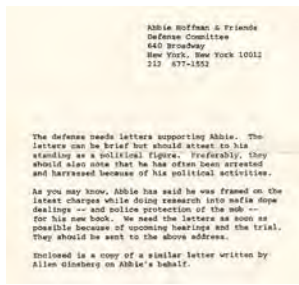 Abbie Hoffman & Friends
Defense Committee
640 Broadway
New York, New York 10012
212 677-1552
The defense needs letters supporting Abbie. The
letters can be brief but should attest to his
standing as a political figure. Preferably, they
should also note that he has often been arrested
and harrassed because of his political activities.
As you may know, Abbie has said he was framed on the
latest charges while doing research into mafia dope
dealings -- and police protection of the mob --
for his new book. We need the letters as soon as
possible because of upcoming hearings and the trial.
They should be sent to the above address.
Enclosed is a copy of a similar letter written by
Allen Ginsberg on Abbie's behalf.